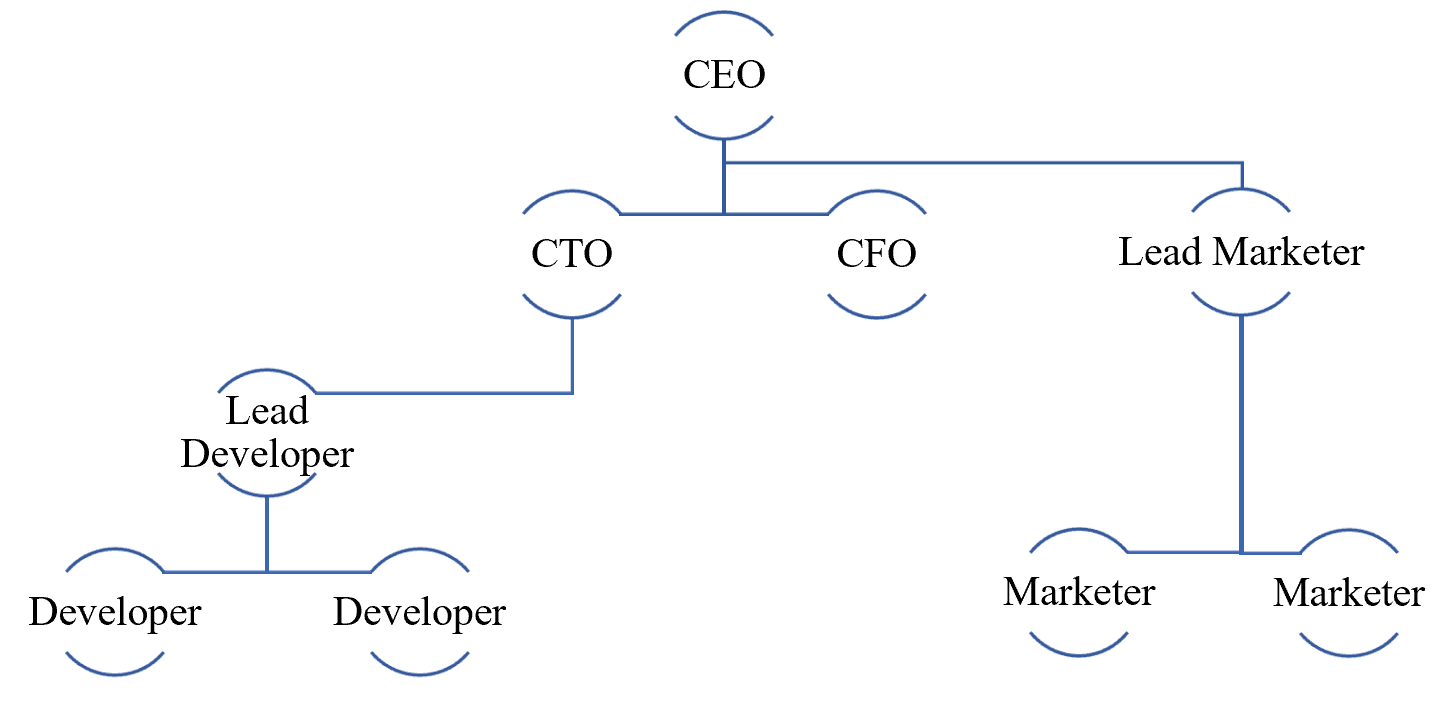 CEO
CTO
CFO
Lead Marketer
Lead
Developer
Developer
Developer
Marketer
Marketer